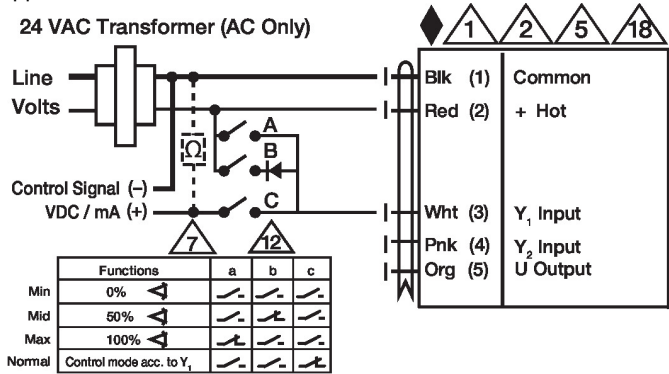 24 VAC Transformer (AC Only)
1 2 5 18
Line
Volts
Blk (1) Common
Red (2) + Hot
A
B
C
Ω
Control Signal (−)
VDC / mA (+)
Wht (3) Y1 Input
Pnk (4) Y2 Input
Org (5) U Output
7 12
Functions a b c
Min 0%
Mid 50%
Max 100%
Normal Control mode acc. to Y1